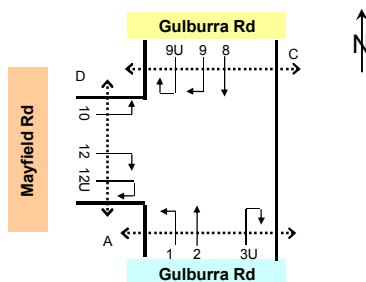 Gulburra Rd
N
9U 9 8
D
C
10
Mayfield Rd
12
12U
A
1 2 3U
Gulburra Rd